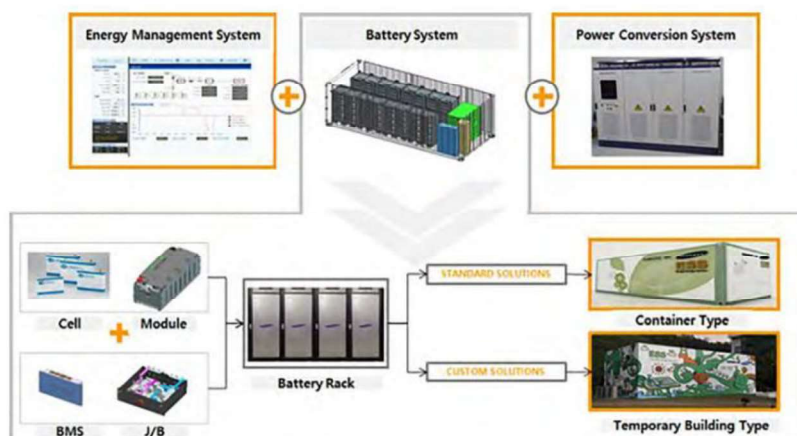 Energy Management System
Battery System
Power Conversion System
Cell
Module
BMS
J/B
Battery Rack
STANDARD SOLUTIONS
CUSTOM SOLUTIONS
ESS
Container Type
Temporary Building Type